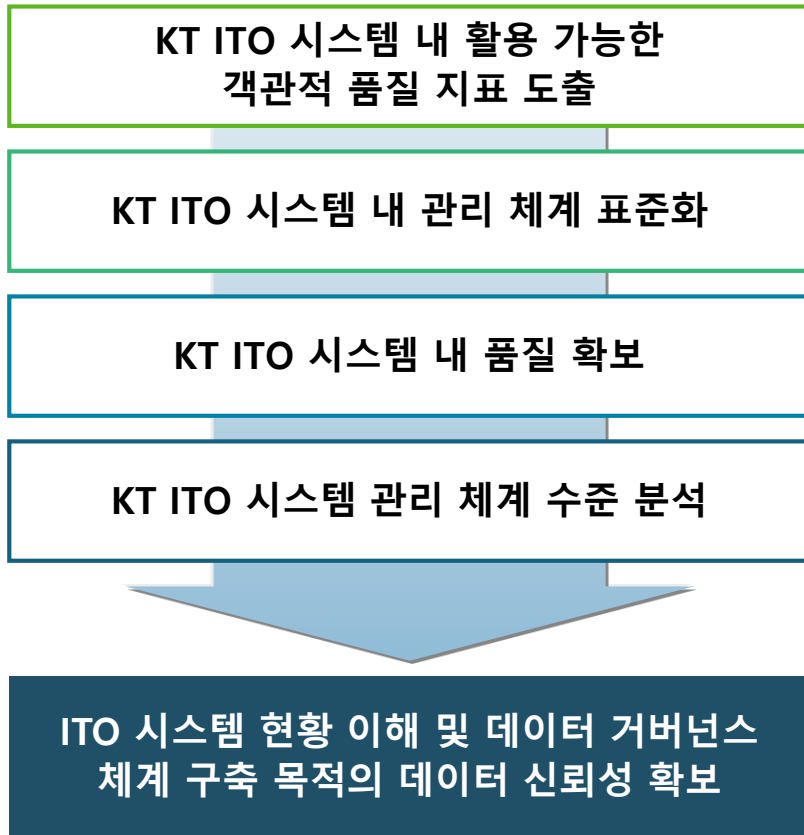 KT ITO 시스템 내 활용 가능한
객관적 품질 지표 도출
KT ITO 시스템 내 관리 체계 표준화
KT ITO 시스템 내 품질 확보
KT ITO 시스템 관리 체계 수준 분석
ITO 시스템 현황 이해 및 데이터 거버넌스
체계 구축 목적의 데이터 신뢰성 확보